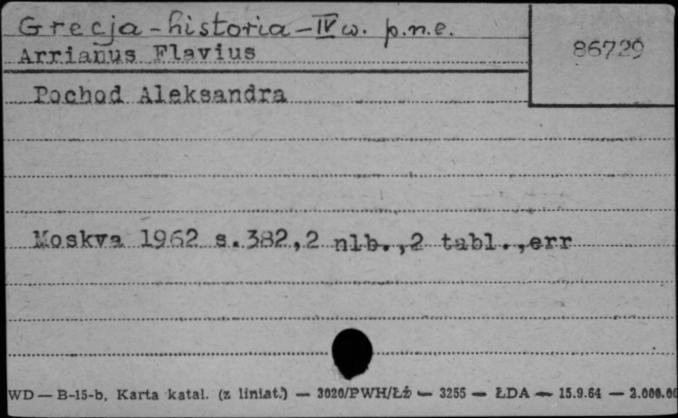 Grecja - historia - IV w. p.n.e.
86729
Arrianus Flavius
Pochod Aleksandra
Moskva 1962 s.382,2 nlb.,2 tabl.,err
WD — B-15-b. Karta katal. (z liniat.) — 3020/PWH/Łż — 3255 — ŁDA — 15.9.64 — 2.000.00